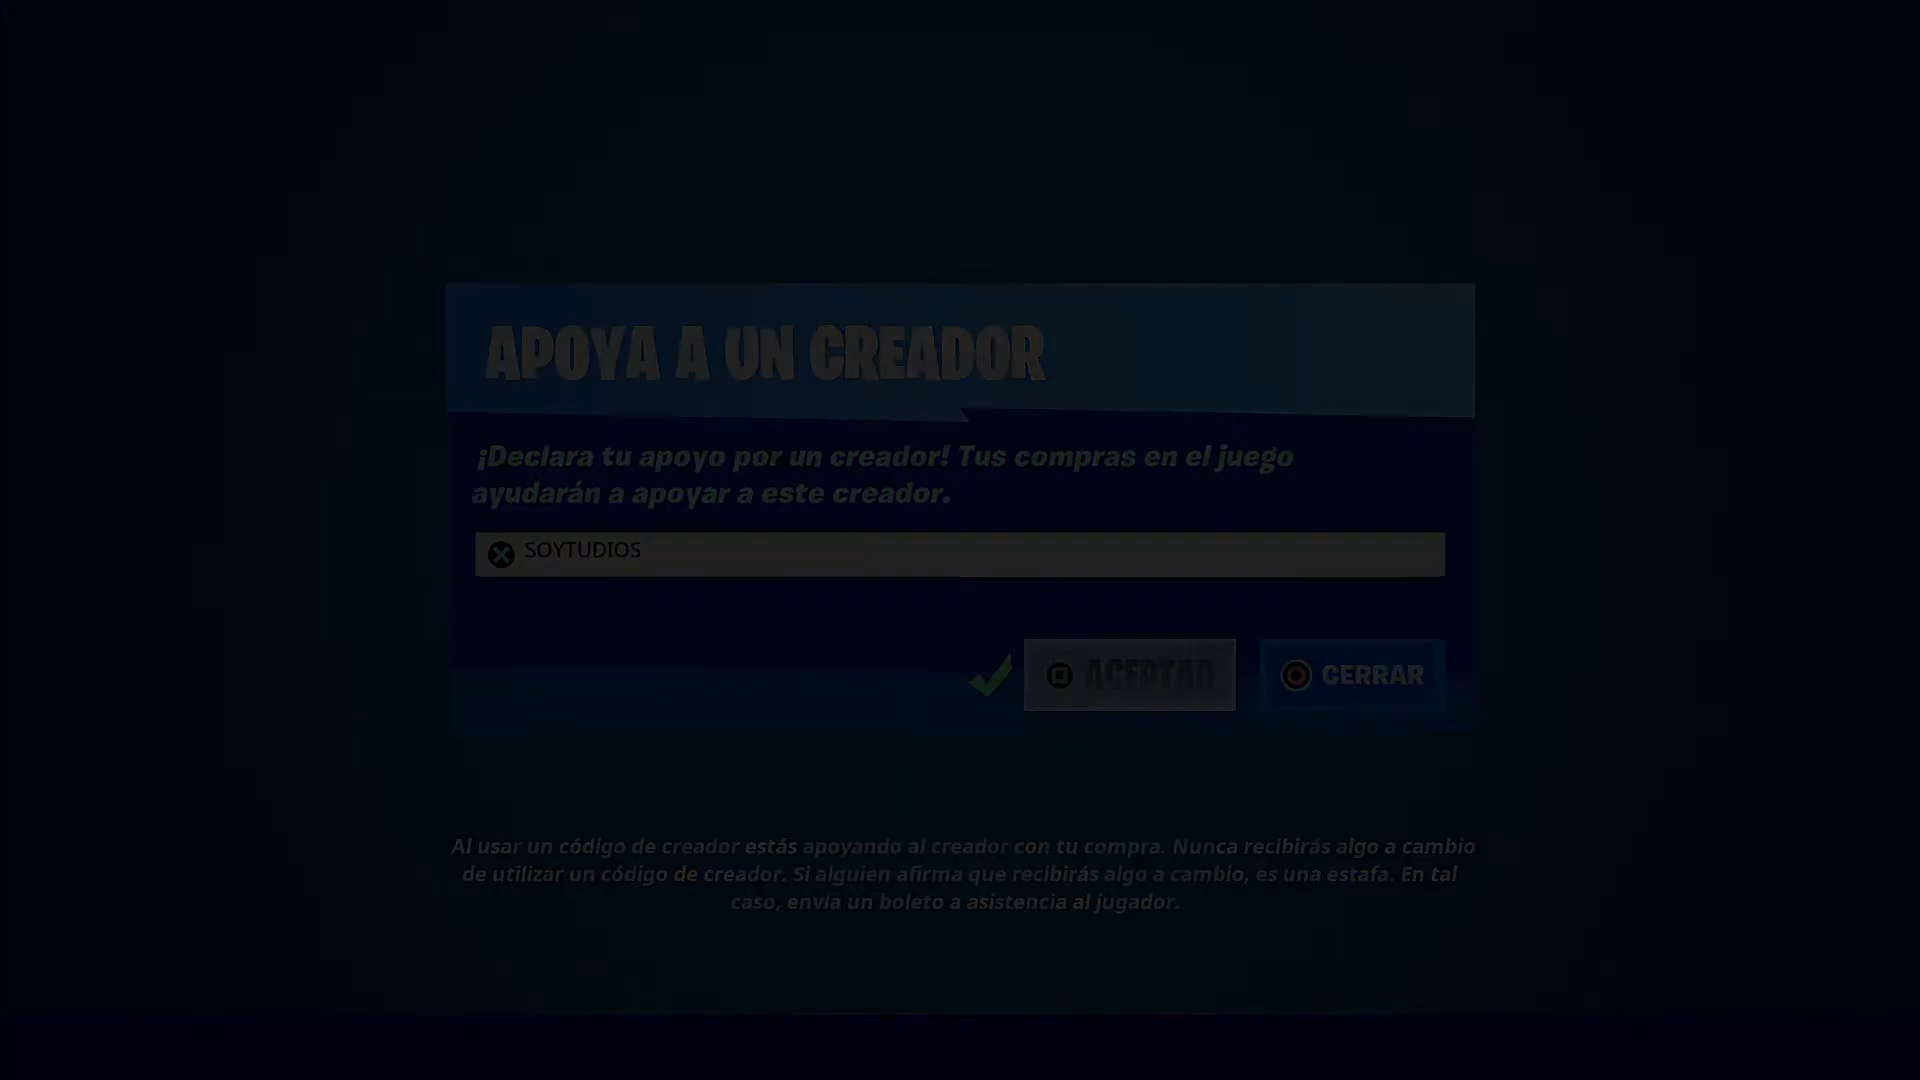 APOYA A UN CREADOR
¡Declara tu apoyo por un creador! Tus compras en el juego
ayudarán a apoyar a este creador.
SOYTUDIOS
ACEPTAR
CERRAR
Al usar un código de creador estás apoyando al creador con tu compra. Nunca recibirás algo a cambio
de utilizar un código de creador. Si alguien afirma que recibirás algo a cambio, es una estafa. En tal
caso, envía un boleto a asistencia al jugador.